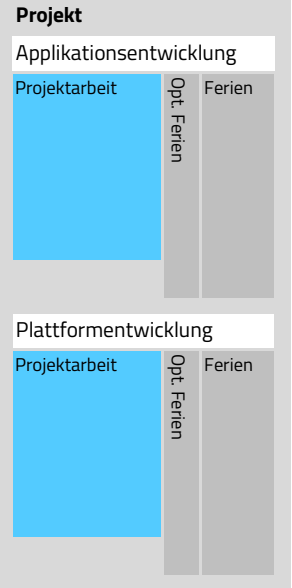 Projekt
Applikationsentwicklung
Projektarbeit
Opt. Ferien
Ferien
Plattformentwicklung
Projektarbeit
Opt. Ferien
Ferien